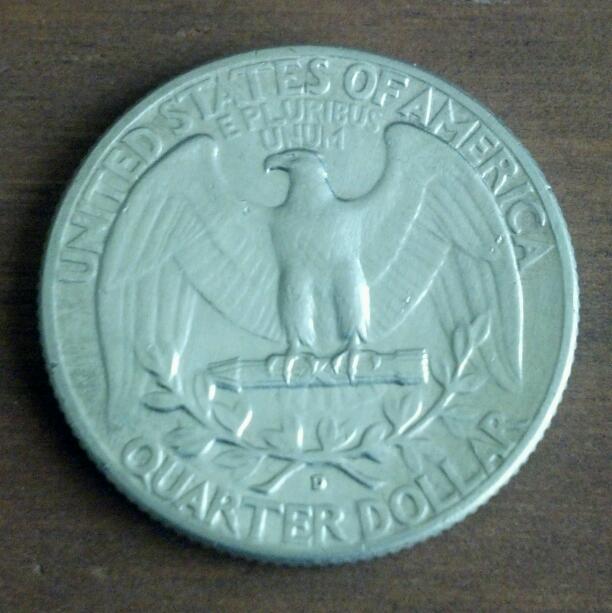 UNITED STATES OF AMERICA
E PLURIBUS
UNUM
D
QUARTER DOLLAR